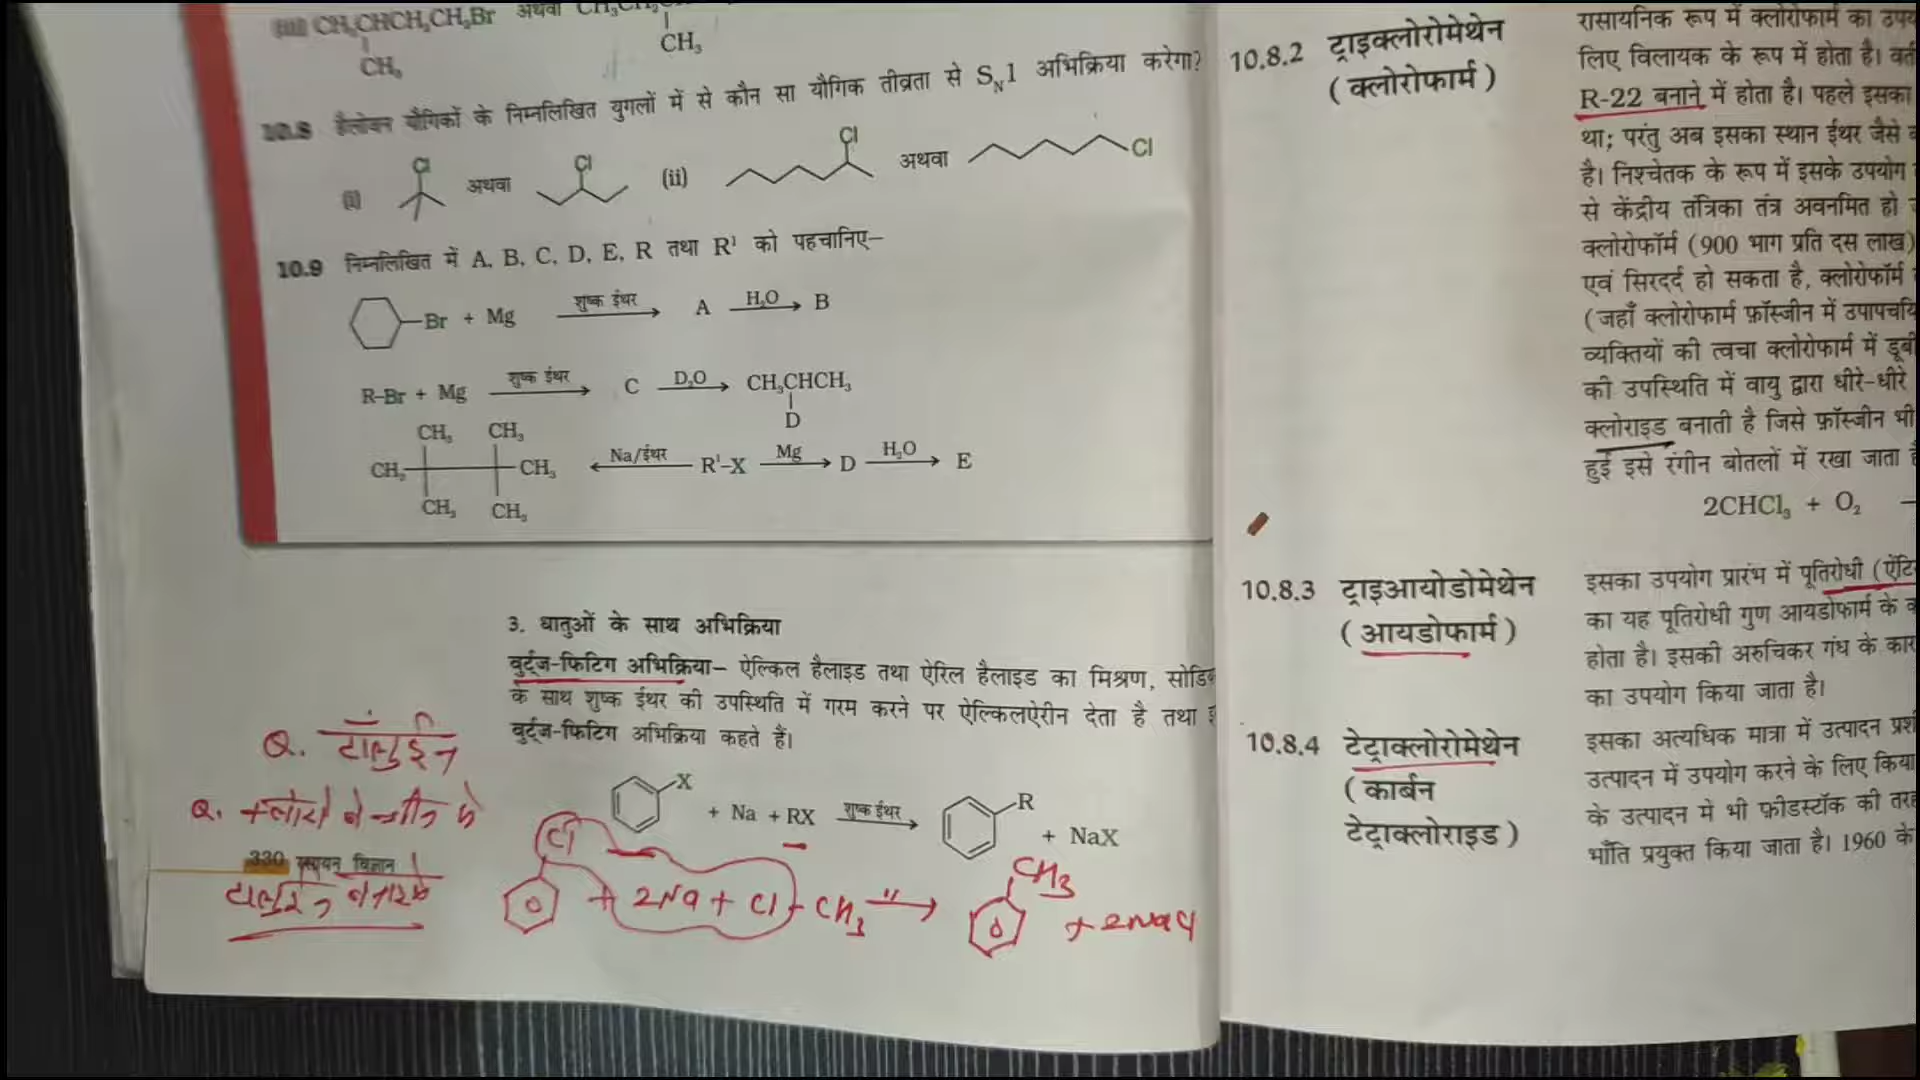 CH₃CHCH₂CH₂Br अथवा
CH₃
CH₃
10.8 हैलोजन यौगिकों के निम्नलिखित युगलों में से कौन सा यौगिक तीव्रता से S_N1 अभिक्रिया करेगा?
(i) Cl अथवा Cl (ii) Cl अथवा Cl
10.9 निम्नलिखित में A, B, C, D, E, R तथा R¹ को पहचानिए–
Br + Mg शुष्क ईथर → A H₂O → B
R–Br + Mg शुष्क ईथर → C D₂O → CH₃CHCH₃
D
CH₃ CH₃
CH₃ CH₃ ← Na/ईथर R¹–X Mg → D H₂O → E
CH₃ CH₃
3. धातुओं के साथ अभिक्रिया
वुर्ट्ज-फिटिग अभिक्रिया– ऐल्किल हैलाइड तथा ऐरिल हैलाइड का मिश्रण,
के साथ शुष्क ईथर की उपस्थिति में गरम करने पर ऐल्किलऐरीन देता है तथा
वुर्ट्ज-फिटिग अभिक्रिया कहते हैं।
X + Na + RX शुष्क ईथर → R + NaX
Q. टालुईन
Q.
330 रसायन विज्ञान
टालुईन
Cl + 2Na + Cl – CH₃ " → CH₃ + 2NaCl
10.8.2 ट्राइक्लोरोमेथेन
(क्लोरोफार्म)
रासायनिक रूप में क्लोरोफार्म का
लिए विलायक के रूप में होता है।
R-22 बनाने में होता है। पहले इसका
था; परंतु अब इसका स्थान ईथर जैसे
है। निश्चेतक के रूप में इसके उपयोग
से केंद्रीय तंत्रिका तंत्र अवनमित हो
क्लोरोफॉर्म (900 भाग प्रति दस लाख)
एवं सिरदर्द हो सकता है, क्लोरोफॉर्म
(जहाँ क्लोरोफार्म फ़ॉस्जीन में
व्यक्तियों की त्वचा क्लोरोफार्म में
की उपस्थिति में वायु द्वारा धीरे-धीरे
क्लोराइड बनाती है जिसे फ़ॉस्जीन भी
हुई इसे रंगीन बोतलों में रखा जाता
2CHCl₃ + O₂
10.8.3 ट्राइआयोडोमेथेन
(आयडोफार्म)
इसका उपयोग प्रारंभ में पूतिरोधी
का यह पूतिरोधी गुण आयडोफार्म के
होता है। इसकी अरुचिकर गंध के
का उपयोग किया जाता है।
10.8.4 टेट्राक्लोरोमेथेन
(कार्बन
टेट्राक्लोराइड)
इसका अत्यधिक मात्रा में उत्पादन
उत्पादन में उपयोग करने के लिए
के उत्पादन में भी फ़ीडस्टॉक की
भाँति प्रयुक्त किया जाता है। 1960 के